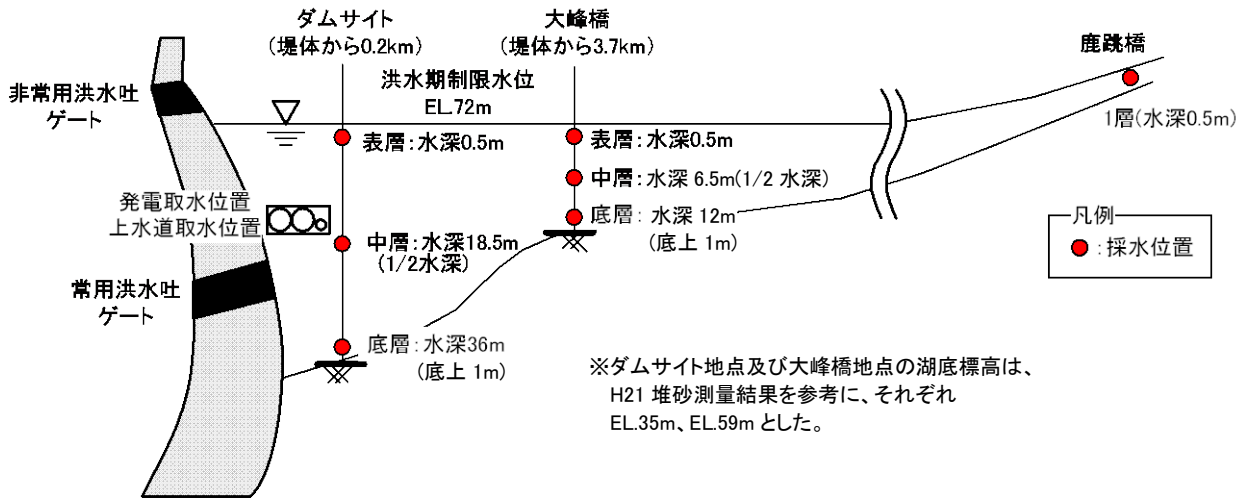 ダムサイト
(堤体から0.2km)
大峰橋
(堤体から3.7km)
鹿跳橋
洪水期制限水位
EL.72m
非常用洪水吐
ゲート
1層(水深0.5m)
表層:水深0.5m
表層:水深0.5m
中層:水深 6.5m(1/2 水深)
発電取水位置
上水道取水位置
底層:水深 12m
(底上 1m)
凡例
:採水位置
中層:水深18.5m
(1/2水深)
常用洪水吐
ゲート
底層:水深36m
(底上 1m)
※ダムサイト地点及び大峰橋地点の湖底標高は、
H21 堆砂測量結果を参考に、それぞれ
EL.35m、EL.59m とした。